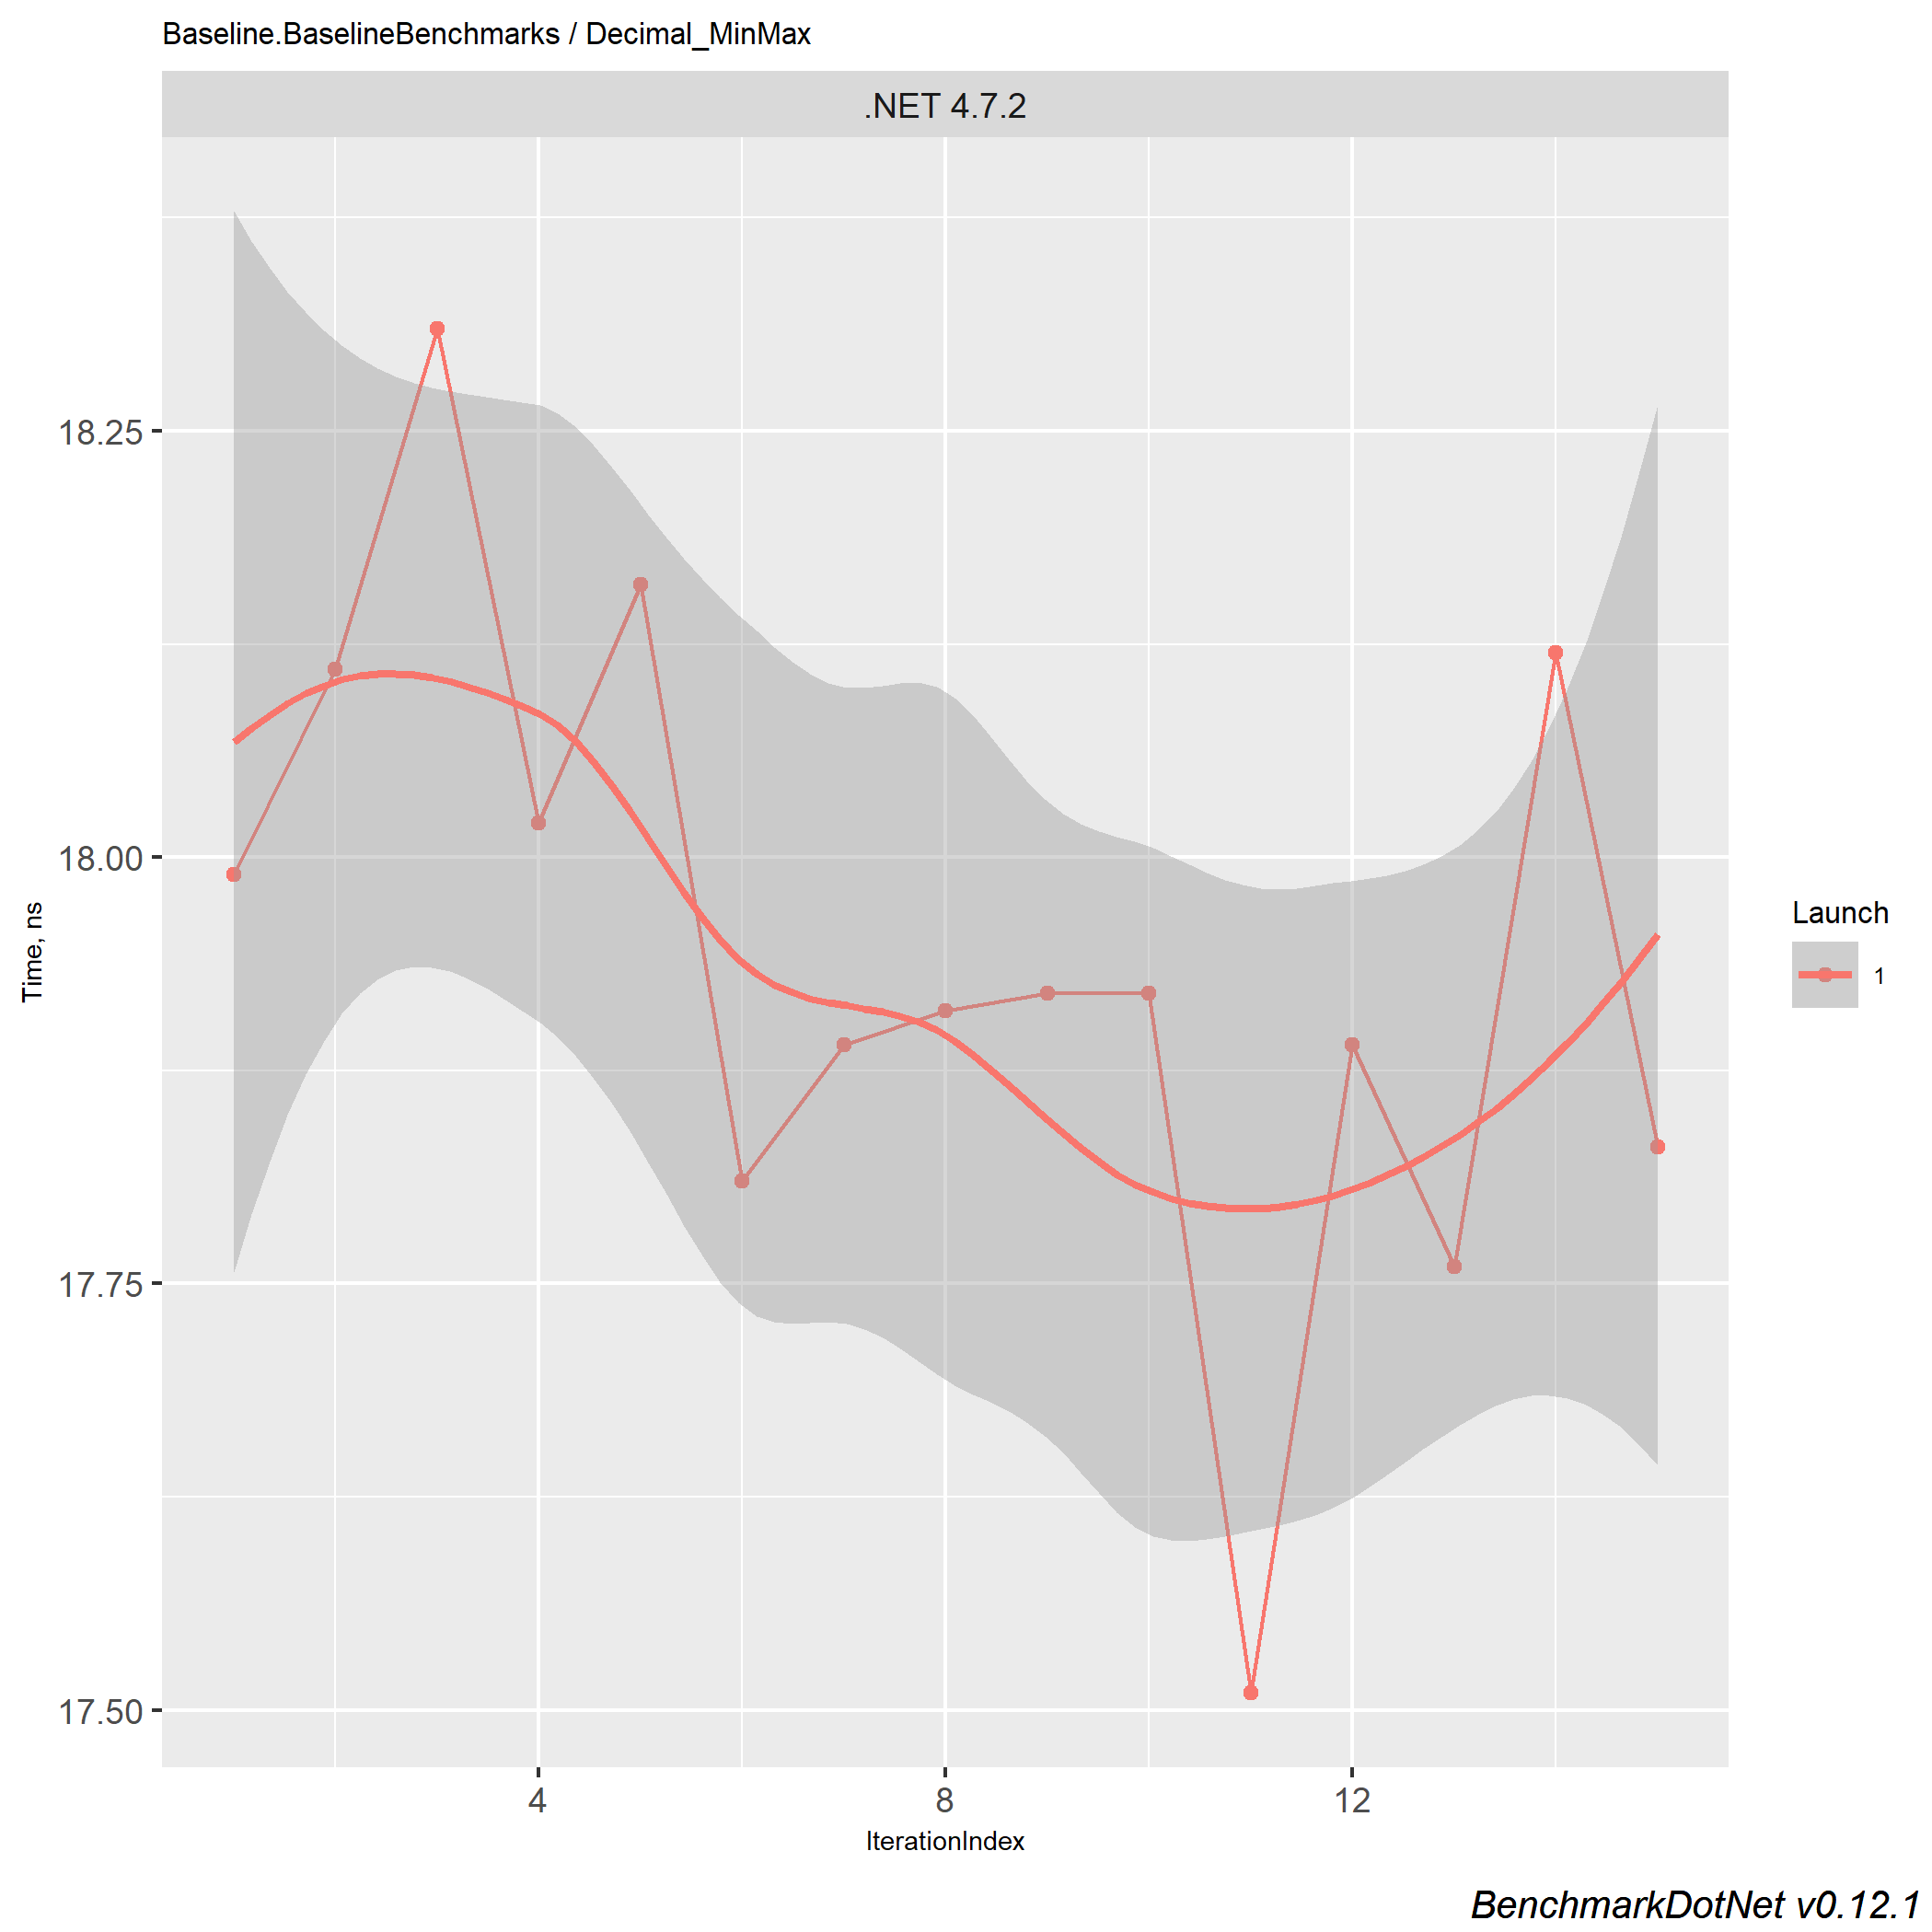 Baseline.BaselineBenchmarks / Decimal_MinMax
.NET 4.7.2
18.25
18.00
17.75
17.50
Time, ns
4 8 12
IterationIndex
Launch
1
BenchmarkDotNet v0.12.1